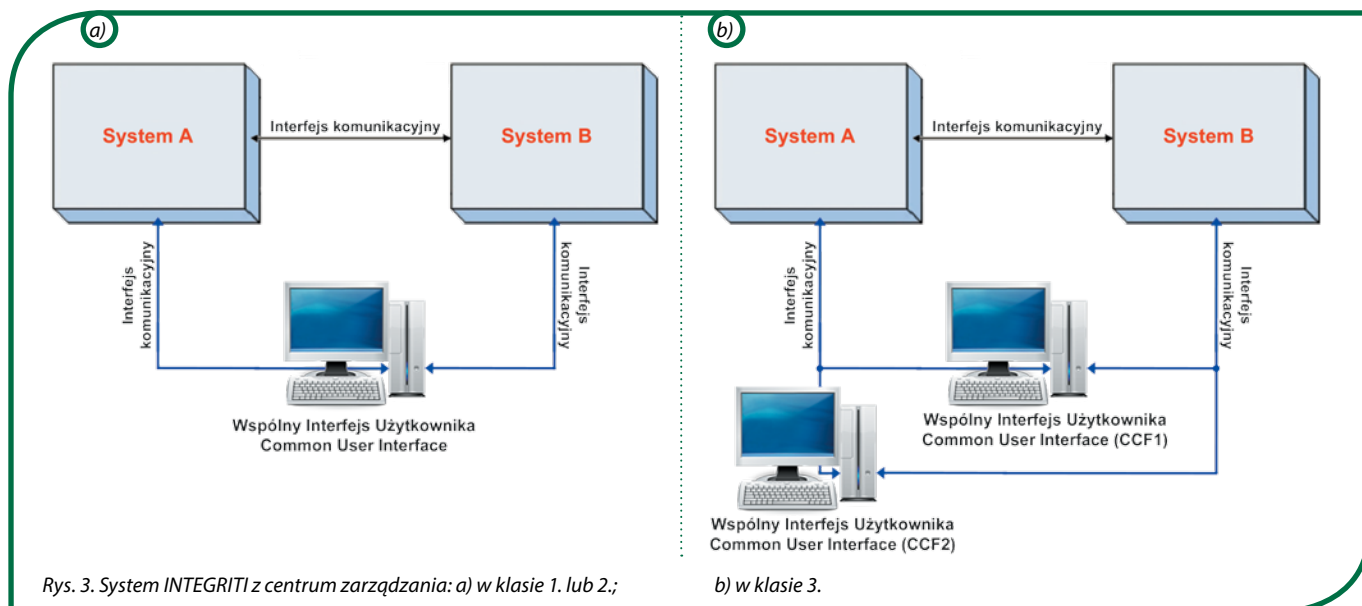 a)
System A
Interfejs komunikacyjny
System B
Interfejs
komunikacyjny
Interfejs
komunikacyjny
Wspólny Interfejs Użytkownika
Common User Interface
b)
System A
Interfejs komunikacyjny
System B
Interfejs
komunikacyjny
Interfejs
komunikacyjny
Wspólny Interfejs Użytkownika
Common User Interface (CCF1)
Wspólny Interfejs Użytkownika
Common User Interface (CCF2)
Rys. 3. System INTEGRITI z centrum zarządzania: a) w klasie 1. lub 2.;
b) w klasie 3.